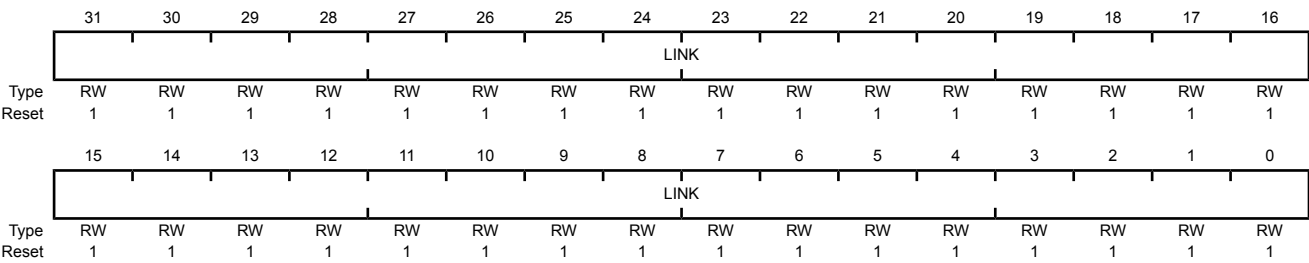 31 30 29 28 27 26 25 24 23 22 21 20 19 18 17 16
LINK
Type RW RW RW RW RW RW RW RW RW RW RW RW RW RW RW RW
Reset 1 1 1 1 1 1 1 1 1 1 1 1 1 1 1 1
15 14 13 12 11 10 9 8 7 6 5 4 3 2 1 0
LINK
Type RW RW RW RW RW RW RW RW RW RW RW RW RW RW RW RW
Reset 1 1 1 1 1 1 1 1 1 1 1 1 1 1 1 1